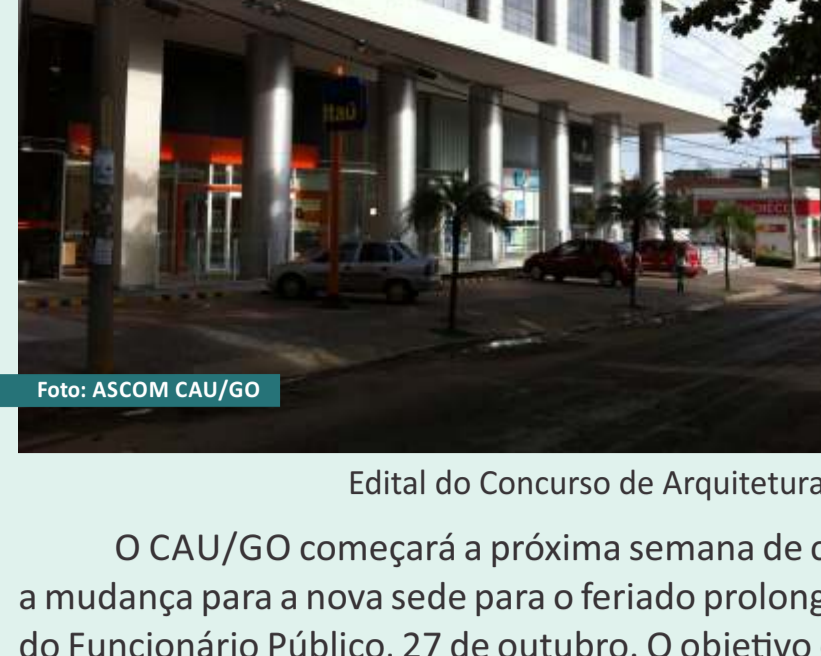 Itaú
PACHECO
Foto: ASCOM CAU/GO
Edital do Concurso de Arquitetura
O CAU/GO começará a próxima semana de
a mudança para a nova sede para o feriado prolong
do Funcionário Público, 27 de outubro. O objetivo